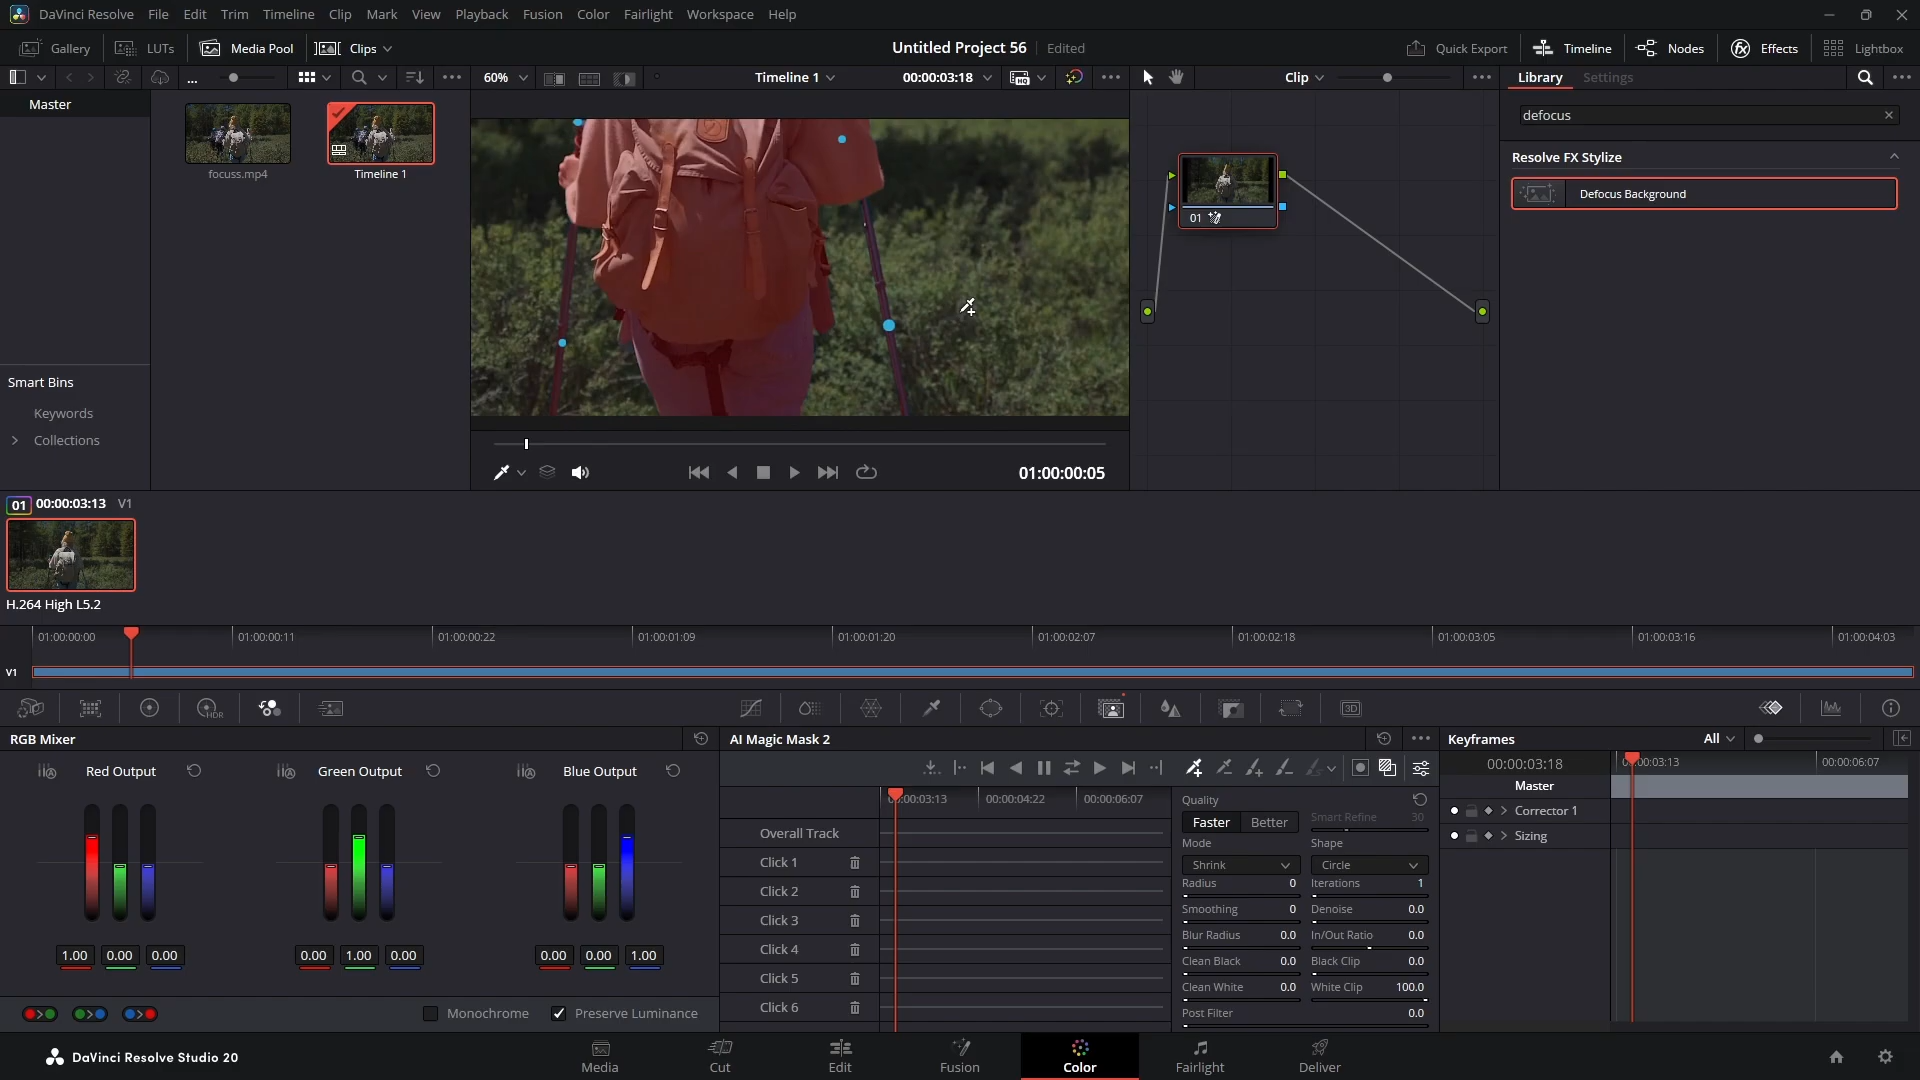 DaVinci Resolve File Edit Trim Timeline Clip Mark View Playback Fusion Color Fairlight Workspace Help
Gallery LUTs Media Pool Clips Untitled Project 56 Edited Quick Export Timeline Nodes Effects Lightbox
... 60% Timeline 1 00:00:03:18 HQ Clip Library Settings
Master
defocus
Resolve FX Stylize
focuss.mp4 Timeline 1
Defocus Background
01
Smart Bins
Keywords
Collections
01:00:00:05
01 00:00:03:13 V1
H.264 High L5.2
01:00:00:00 01:00:00:11 01:00:00:22 01:00:01:09 01:00:01:20 01:00:02:07 01:00:02:18 01:00:03:05 01:00:03:16 01:00:04:03
V1
HDR 3D
RGB Mixer AI Magic Mask 2 Keyframes All
Red Output Green Output Blue Output
00:00:03:18 00:00:06:07
Master
Corrector 1
Sizing
00:00:04:22 00:00:06:07
Overall Track
Click 1
Click 2
Click 3
Click 4
Click 5
Click 6
Quality
Faster Better Smart Refine 30
Mode Shape
Shrink Circle
Radius 0 Iterations 1
Smoothing 0 Denoise 0.0
Blur Radius 0.0 In/Out Ratio 0.0
Clean Black 0.0 Black Clip 0.0
Clean White 0.0 White Clip 100.0
Post Filter 0.0
1.00 0.00 0.00 0.00 1.00 0.00 0.00 0.00 1.00
Monochrome Preserve Luminance
DaVinci Resolve Studio 20
Media Cut Edit Fusion Color Fairlight Deliver